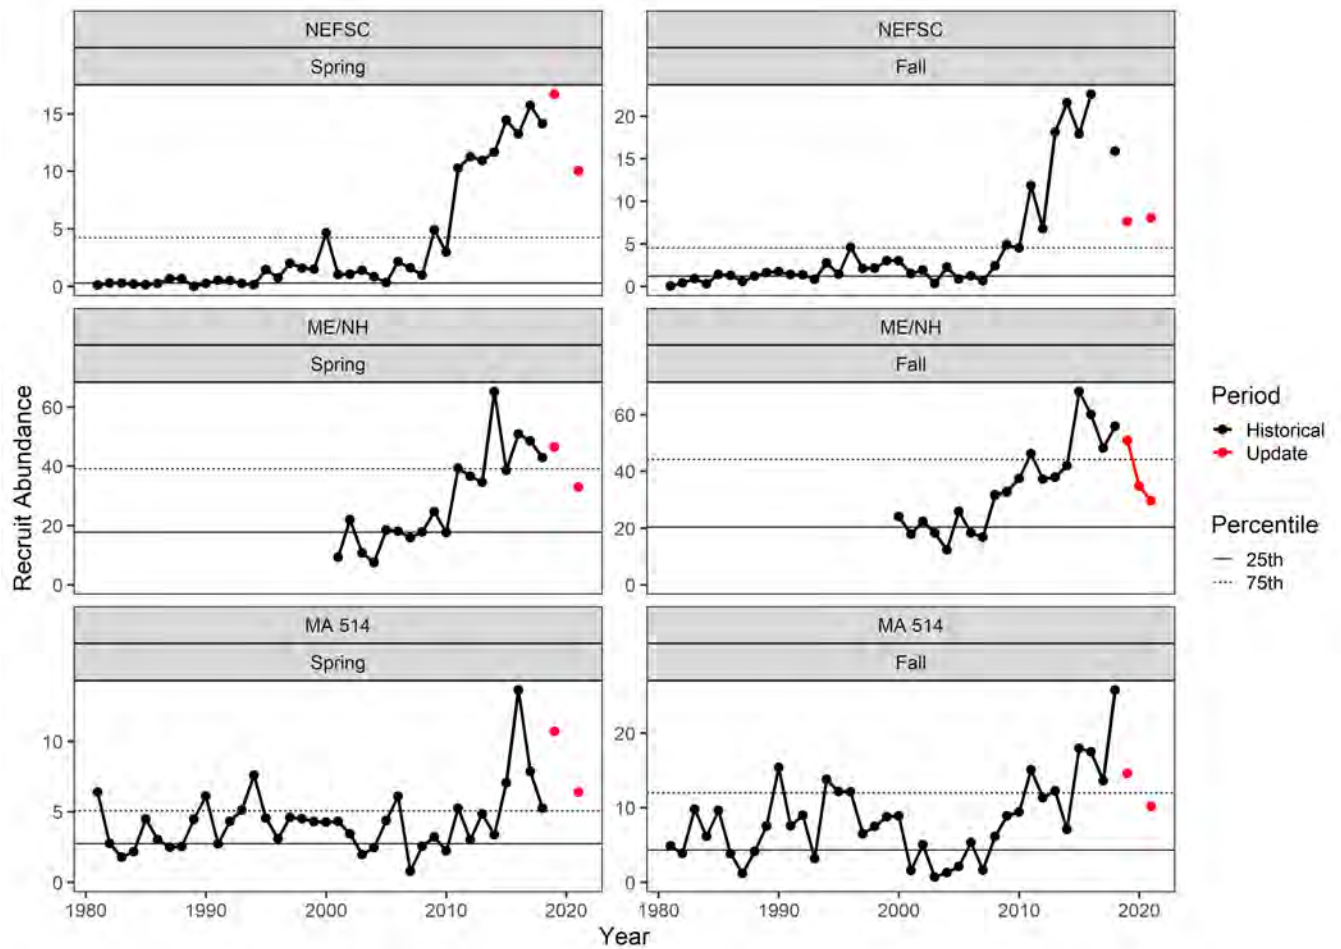 NEFSC
Spring
15
10
5
0
NEFSC
Fall
20
15
10
5
0
ME/NH
Spring
60
40
20
0
ME/NH
Fall
60
40
20
0
MA 514
Spring
10
5
0
MA 514
Fall
20
10
0
1980 1990 2000 2010 2020
1980 1990 2000 2010 2020
Year
Recruit Abundance
Period
Historical
Update
Percentile
25th
75th